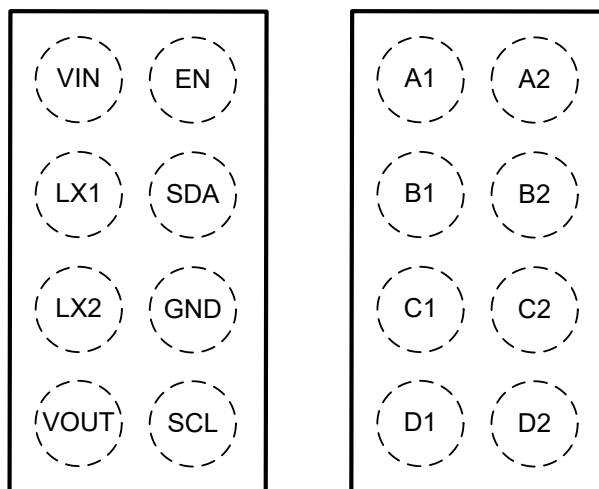 VIN EN
LX1 SDA
LX2 GND
VOUT SCL
A1 A2
B1 B2
C1 C2
D1 D2